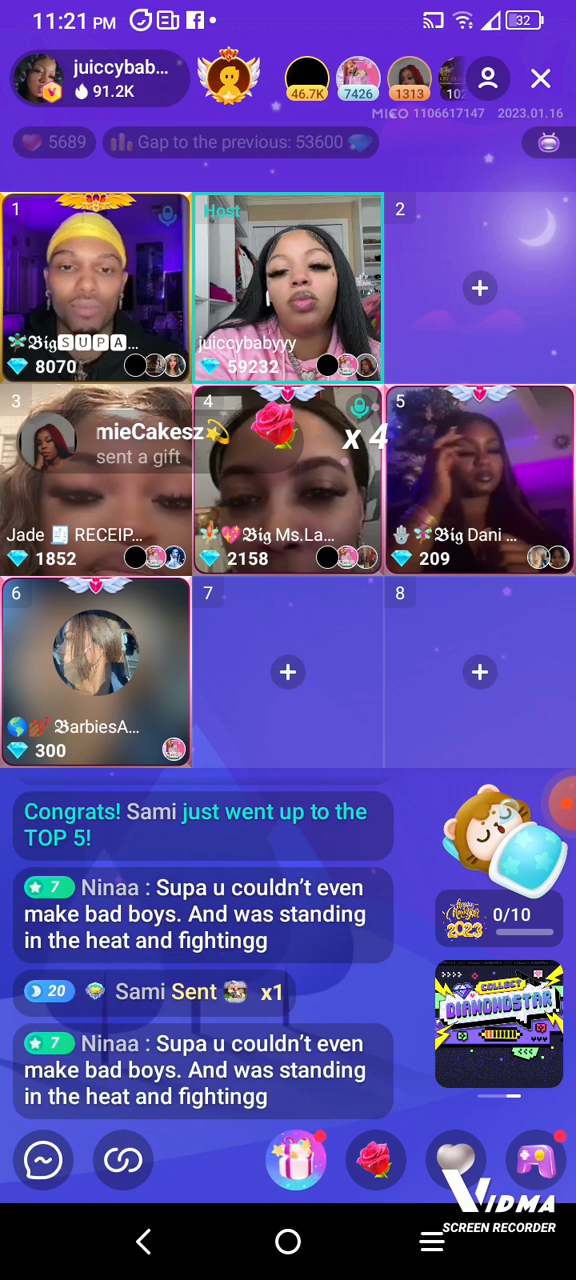 11:21 PM
32
juiccybab...
91.2K
46.7K
7426
1313
102
MICO 1106617147 2023.01.16
5689
Gap to the previous: 53600
1
Host
2
𝕭𝖎𝖌🆂🆄🅿🅰...
juiccybabyyy
8070
59232
3
4
5
mieCakesz💫
sent a gift
x 4
Jade 🧾 RECEIP...
𝕭𝖎𝖌 Ms.La...
𝕭𝖎𝖌 Dani ...
1852
2158
209
6
7
8
𝕭arbiesA...
300
Congrats! Sami just went up to the
TOP 5!
7 Ninaa : Supa u couldn’t even
make bad boys. And was standing
in the heat and fightingg
0/10
2023
20 Sami Sent x1
COLLECT
DIAMONDSTAR
7 Ninaa : Supa u couldn’t even
make bad boys. And was standing
in the heat and fightingg
VIDMA
SCREEN RECORDER